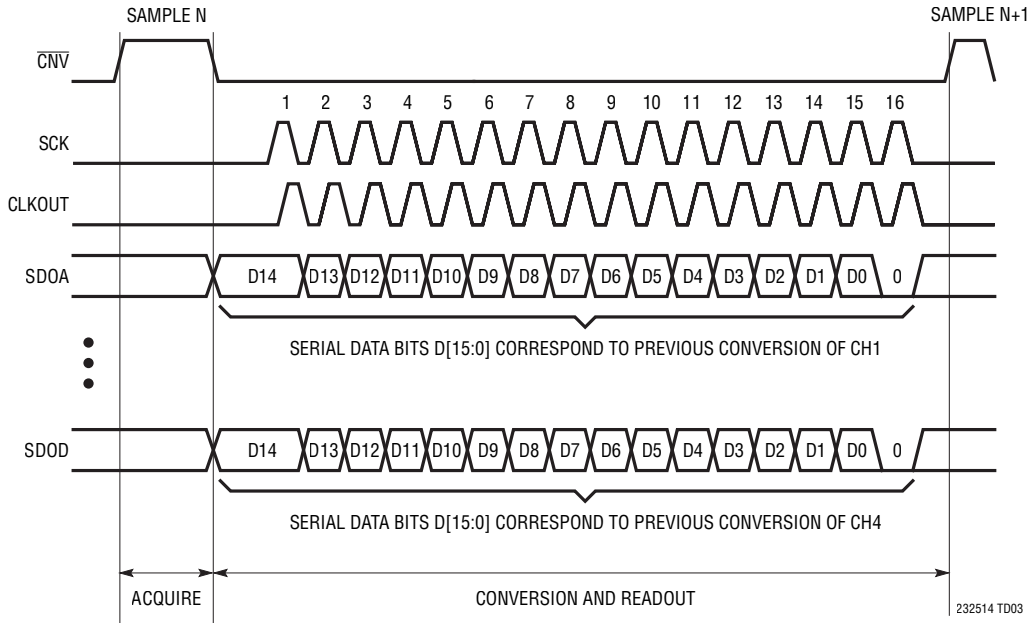 SAMPLE N SAMPLE N+1
CNV
1 2 3 4 5 6 7 8 9 10 11 12 13 14 15 16
SCK
CLKOUT
SDOA D14 D13 D12 D11 D10 D9 D8 D7 D6 D5 D4 D3 D2 D1 D0 0
SERIAL DATA BITS D[15:0] CORRESPOND TO PREVIOUS CONVERSION OF CH1
SDOD D14 D13 D12 D11 D10 D9 D8 D7 D6 D5 D4 D3 D2 D1 D0 0
SERIAL DATA BITS D[15:0] CORRESPOND TO PREVIOUS CONVERSION OF CH4
ACQUIRE CONVERSION AND READOUT
232514 TD03